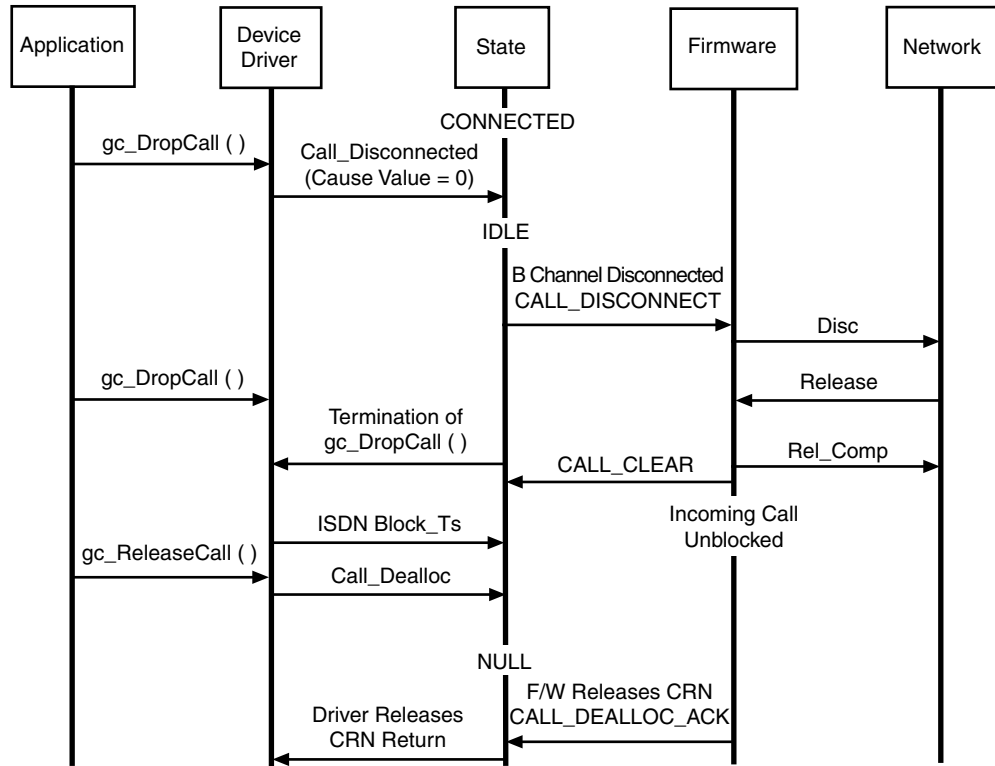 Application
Device
Driver
State
Firmware
Network
CONNECTED
gc_DropCall ( )
Call_Disconnected
(Cause Value = 0)
IDLE
B Channel Disconnected
CALL_DISCONNECT
Disc
gc_DropCall ( )
Release
Termination of
gc_DropCall ( )
CALL_CLEAR
Rel_Comp
ISDN Block_Ts
Incoming Call
Unblocked
gc_ReleaseCall ( )
Call_Dealloc
NULL
F/W Releases CRN
CALL_DEALLOC_ACK
Driver Releases
CRN Return